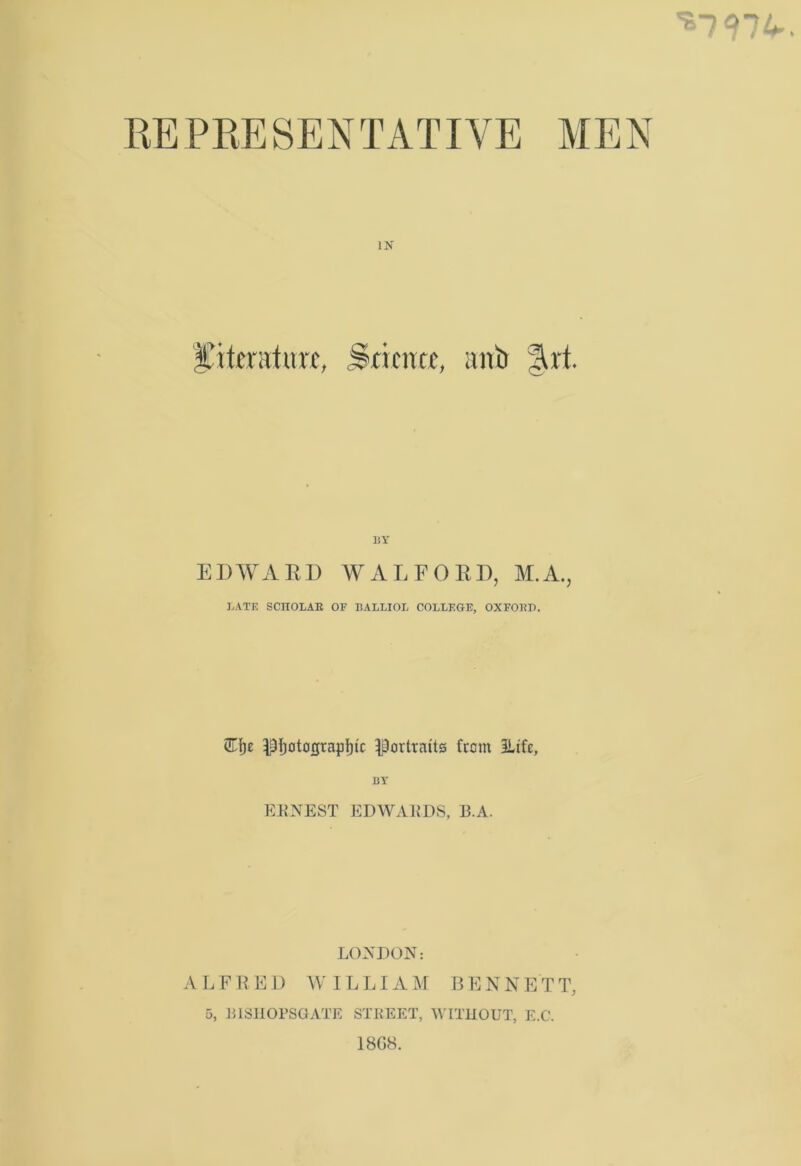 87974.
REPRESENTATIVE MEN
IN
Literature, Science, and Art.
BY
EDWARD WALFORD, M.A.,
LATE SCHOLAR OF BALLIOL COLLEGE, OXFORD.
The Photographic Portraits from Life,
BY
ERNEST EDWARDS, B.A.
LONDON:
ALFRED WILLIAM BENNETT,
5, BISHOPSGATE STREET, WITHOUT, E.C.
1868.